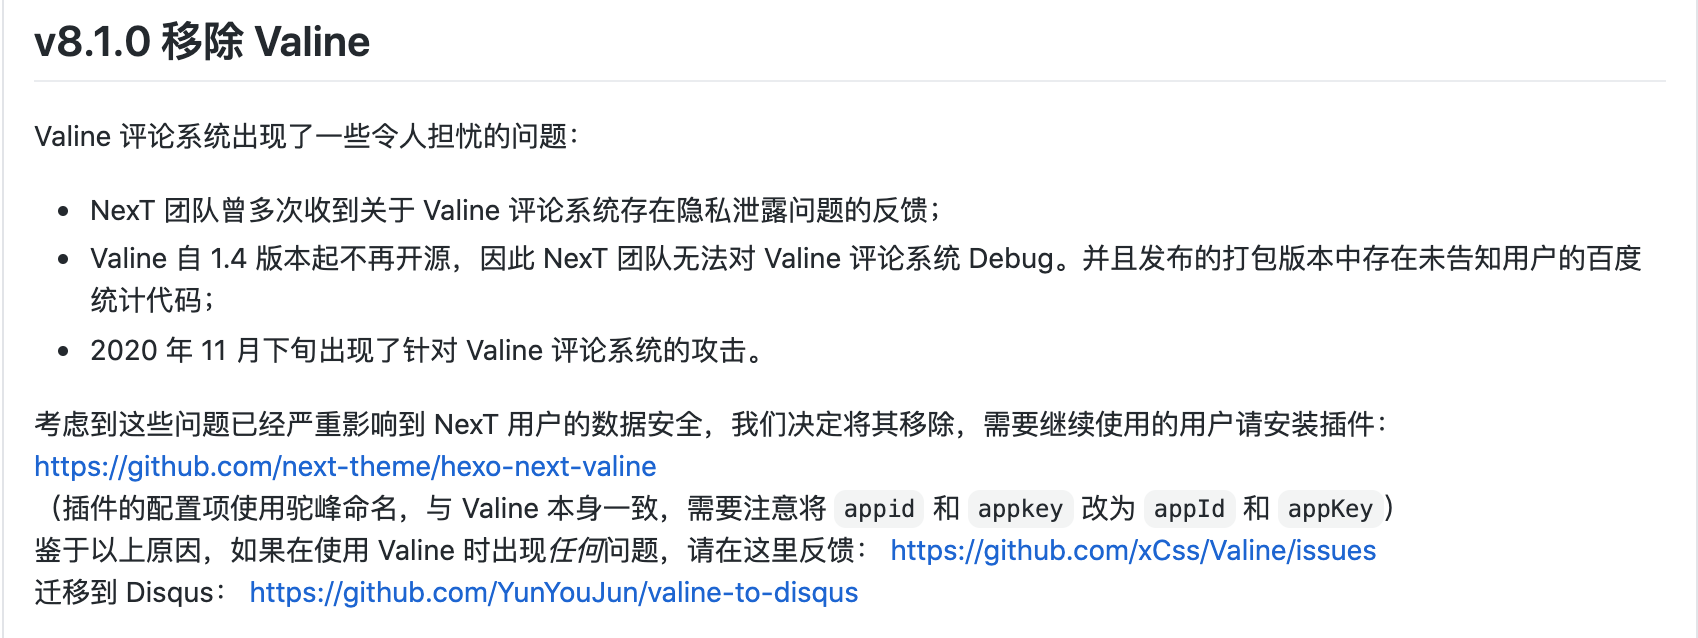 v8.1.0 移除 Valine
Valine 评论系统出现了一些令人担忧的问题：
NexT 团队曾多次收到关于 Valine 评论系统存在隐私泄露问题的反馈；
Valine 自 1.4 版本起不再开源，因此 NexT 团队无法对 Valine 评论系统 Debug。并且发布的打包版本中存在未告知用户的百度
统计代码；
2020 年 11 月下旬出现了针对 Valine 评论系统的攻击。
考虑到这些问题已经严重影响到 NexT 用户的数据安全，我们决定将其移除，需要继续使用的用户请安装插件：
https://github.com/next-theme/hexo-next-valine
（插件的配置项使用驼峰命名，与 Valine 本身一致，需要注意将 appid 和 appkey 改为 appId 和 appKey）
鉴于以上原因，如果在使用 Valine 时出现任何问题，请在这里反馈： https://github.com/xCss/Valine/issues
迁移到 Disqus： https://github.com/YunYouJun/valine-to-disqus